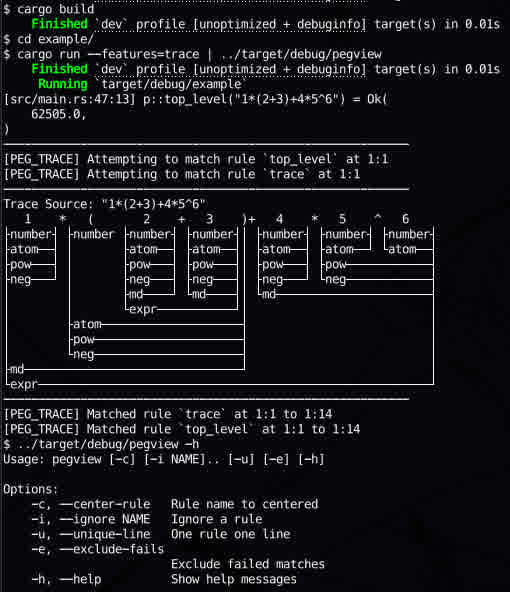 $ cargo build
    Finished `dev` profile [unoptimized + debuginfo] target(s) in 0.01s
$ cd example/
$ cargo run --features=trace | ../target/debug/pegview
    Finished `dev` profile [unoptimized + debuginfo] target(s) in 0.01s
     Running `target/debug/example`
[src/main.rs:47:13] p::top_level("1*(2+3)+4*5^6") = Ok(
    62505.0,
)
[PEG_TRACE] Attempting to match rule `top_level` at 1:1
[PEG_TRACE] Attempting to match rule `trace` at 1:1
Trace Source: "1*(2+3)+4*5^6"
1 * ( 2 + 3 )+ 4 * 5 ^ 6
number number number number number number number
atom atom atom atom atom atom
pow pow pow pow pow
neg neg neg neg neg
md md md
expr
atom
pow
neg
md
expr
[PEG_TRACE] Matched rule `trace` at 1:1 to 1:14
[PEG_TRACE] Matched rule `top_level` at 1:1 to 1:14
$ ../target/debug/pegview -h
Usage: pegview [-c] [-i NAME].. [-u] [-e] [-h]
Options:
    -c, --center-rule   Rule name to centered
    -i, --ignore NAME   Ignore a rule
    -u, --unique-line   One rule one line
    -e, --exclude-fails
                        Exclude failed matches
    -h, --help          Show help messages